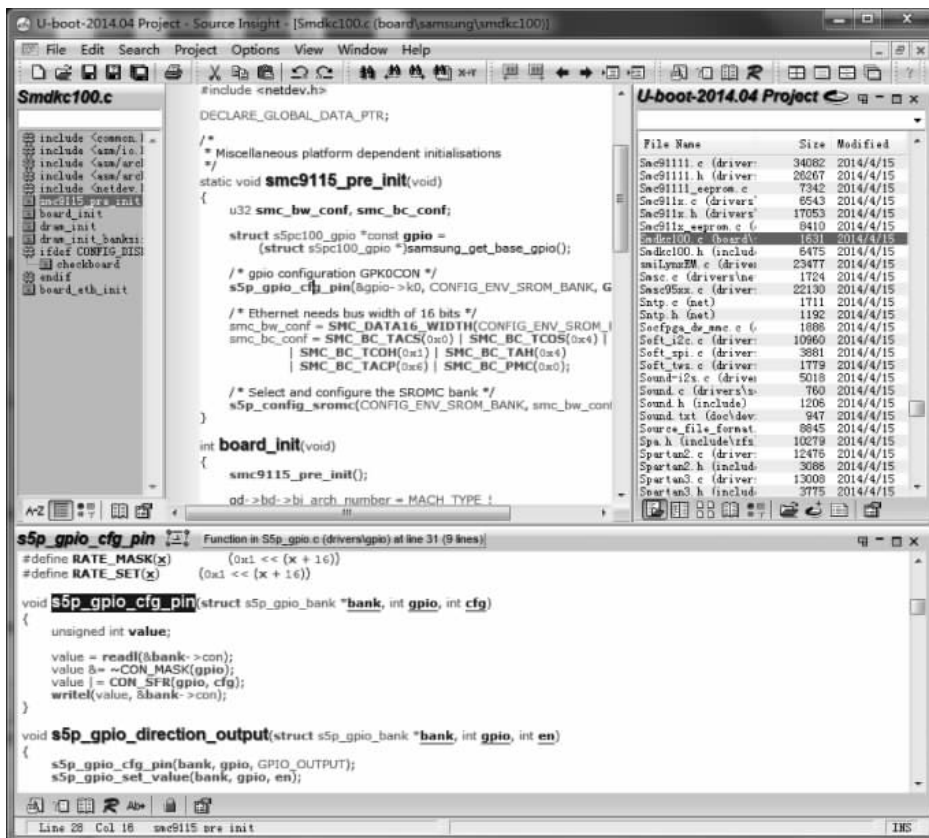 U-boot-2014.04 Project - Source Insight - [Smdkc100.c (board\samsung\smdkc100)]
File Edit Search Project Options View Window Help
Smdkc100.c
include <common.l
include <asm/io.l
include <asm/arcl
include <asm/arcl
include <netdev.l
smc9115_pre_init
board_init
dram_init
dram_init_banksi:
ifdef CONFIG_DISI
checkboard
endif
board_eth_init
#include <netdev.h>
DECLARE_GLOBAL_DATA_PTR;
/*
* Miscellaneous platform dependent initialisations
*/
static void smc9115_pre_init(void)
{
u32 smc_bw_conf, smc_bc_conf;
struct s5pc100_gpio *const gpio =
(struct s5pc100_gpio *)samsung_get_base_gpio();
/* gpio configuration GPK0CON */
s5p_gpio_cfg_pin(&gpio->k0, CONFIG_ENV_SROM_BANK, G
/* Ethernet needs bus width of 16 bits */
smc_bw_conf = SMC_DATA16_WIDTH(CONFIG_ENV_SROM_I
smc_bc_conf = SMC_BC_TACS(0x0) | SMC_BC_TCOS(0x4) |
| SMC_BC_TCOH(0x1) | SMC_BC_TAH(0x4)
| SMC_BC_TACP(0x6) | SMC_BC_PMC(0x0);
/* Select and configure the SROMC bank */
s5p_config_sromc(CONFIG_ENV_SROM_BANK, smc_bw_conf
}
int board_init(void)
{
smc9115_pre_init();
gd->bd->bi_arch_number = MACH_TYPE_
U-boot-2014.04 Project
File Name Size Modified
Smc91111.c (driver: 34082 2014/4/15
Smc91111.h (driver: 26267 2014/4/15
Smc91111_eeprom.c 7342 2014/4/15
Smc911x.c (drivers 6543 2014/4/15
Smc911x.h (drivers 17053 2014/4/15
Smc911x_eeprom.c ( 8410 2014/4/15
Smdkc100.c (board\ 1631 2014/4/15
Smdkc100.h (includ 6475 2014/4/15
smiLynxEM.c (drive 23477 2014/4/15
Smsc.c (drivers\ne 1724 2014/4/15
Smsc95xx.c (driver 22130 2014/4/15
Sntp.c (net) 1711 2014/4/15
Sntp.h (net) 1192 2014/4/15
Socfpga_dw_mmc.c ( 1886 2014/4/15
Soft_i2c.c (driver 10960 2014/4/15
Soft_spi.c (driver 3881 2014/4/15
Soft_tws.c (driver 1779 2014/4/15
Sound-i2s.c (drive 5018 2014/4/15
Sound.c (drivers\s 760 2014/4/15
Sound.h (include) 1206 2014/4/15
Sound.txt (doc\dev 947 2014/4/15
Source_file_format. 8845 2014/4/15
Spa.h (include\zfs 10279 2014/4/15
Spartan2.c (driver 12476 2014/4/15
Spartan2.h (includ 3086 2014/4/15
Spartan3.c (driver 13008 2014/4/15
Spartan3.h (includ 3775 2014/4/15
A-Z
s5p_gpio_cfg_pin Function in S5p_gpio.c (drivers\gpio) at line 31 (9 lines)
#define RATE_MASK(x) (0x1 << (x + 16))
#define RATE_SET(x) (0x1 << (x + 16))
void s5p_gpio_cfg_pin(struct s5p_gpio_bank *bank, int gpio, int cfg)
{
unsigned int value;
value = readl(&bank->con);
value &= ~CON_MASK(gpio);
value |= CON_SFR(gpio, cfg);
writel(value, &bank->con);
}
void s5p_gpio_direction_output(struct s5p_gpio_bank *bank, int gpio, int en)
{
s5p_gpio_cfg_pin(bank, gpio, GPIO_OUTPUT);
s5p_gpio_set_value(bank, gpio, en);
Line 28 Col 16 smc9115_pre_init INS